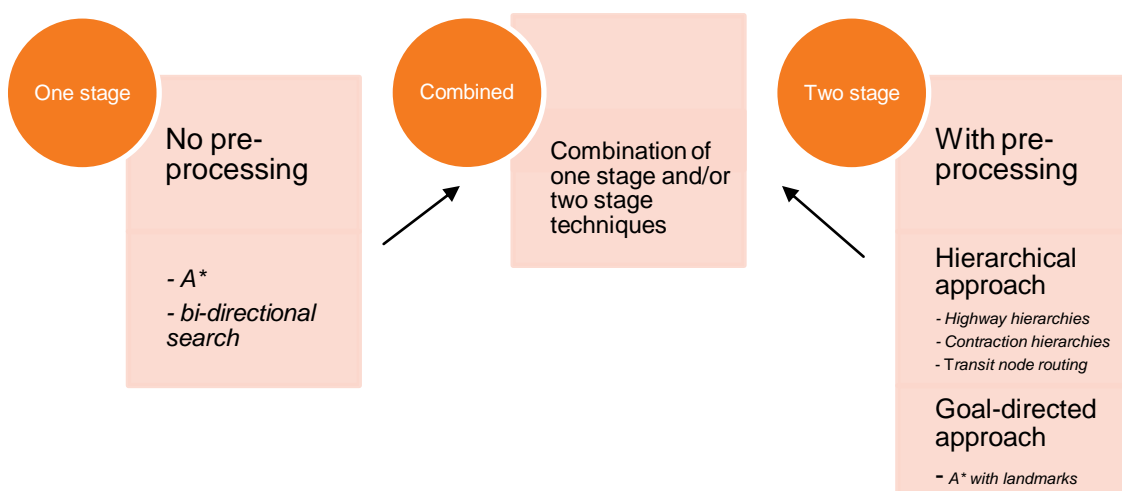 One stage
No pre-
processing
- A*
- bi-directional
search
Combined
Combination of
one stage and/or
two stage
techniques
Two stage
With pre-
processing
Hierarchical
approach
- Highway hierarchies
- Contraction hierarchies
- Transit node routing
Goal-directed
approach
- A* with landmarks